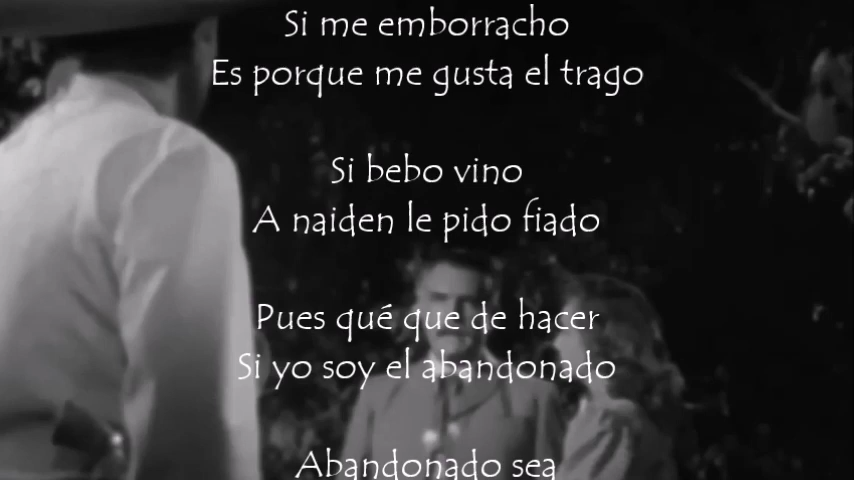 Si me emborracho
Es porque me gusta el trago
Si bebo vino
A naiden le pido fiado
Pues qué que de hacer
Si yo soy el abandonado
Abandonado sea